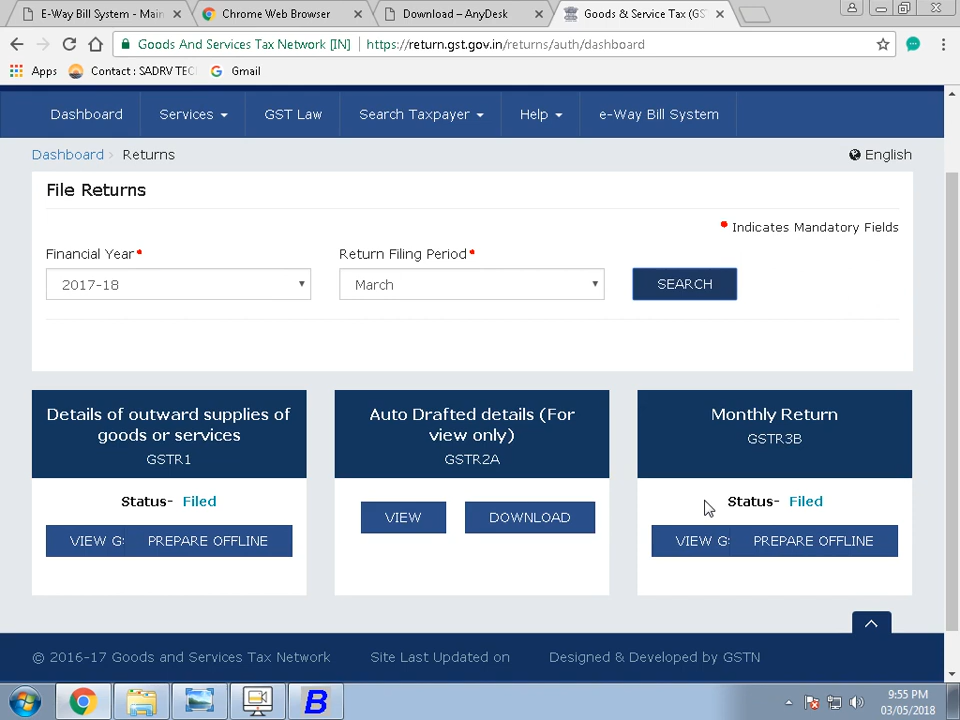 E-Way Bill System - Main
Chrome Web Browser
Download – AnyDesk
Goods & Service Tax (GS
Goods And Services Tax Network [IN]
https://return.gst.gov.in/returns/auth/dashboard
Apps
Contact : SADRV TEC
Gmail
Dashboard
Services
GST Law
Search Taxpayer
Help
e-Way Bill System
Dashboard > Returns
English
File Returns
• Indicates Mandatory Fields
Financial Year•
Return Filing Period•
2017-18
March
SEARCH
Details of outward supplies of
goods or services
GSTR1
Auto Drafted details (For
view only)
GSTR2A
Monthly Return
GSTR3B
Status- Filed
VIEW GS
PREPARE OFFLINE
VIEW
DOWNLOAD
Status- Filed
VIEW GS
PREPARE OFFLINE
© 2016-17 Goods and Services Tax Network
Site Last Updated on
Designed & Developed by GSTN
B
9:55 PM
03/05/2018